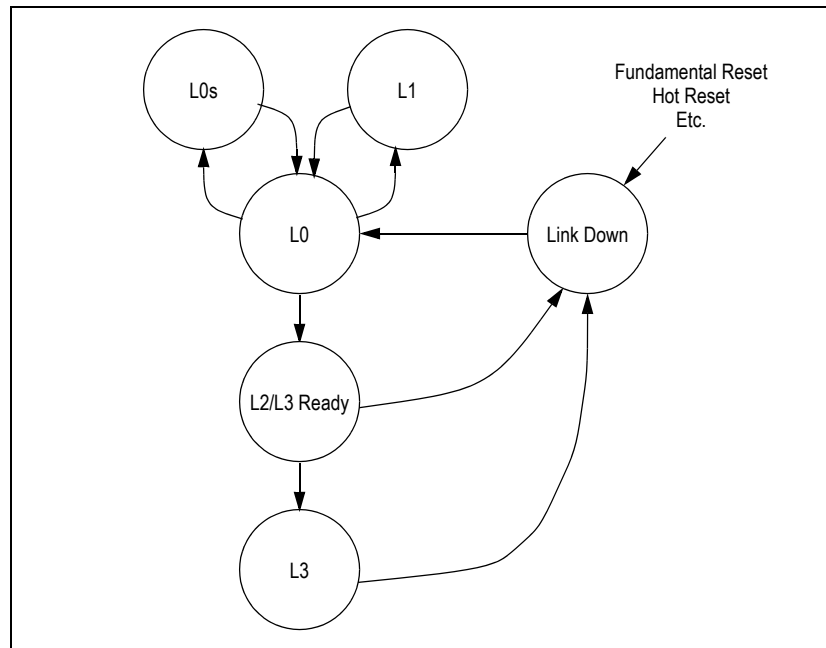 L0s
L1
Fundamental Reset
Hot Reset
Etc.
L0
Link Down
L2/L3 Ready
L3